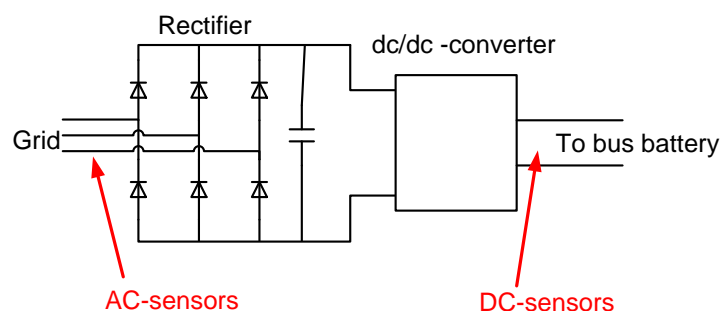 Rectifier
dc/dc -converter
Grid
To bus battery
AC-sensors
DC-sensors